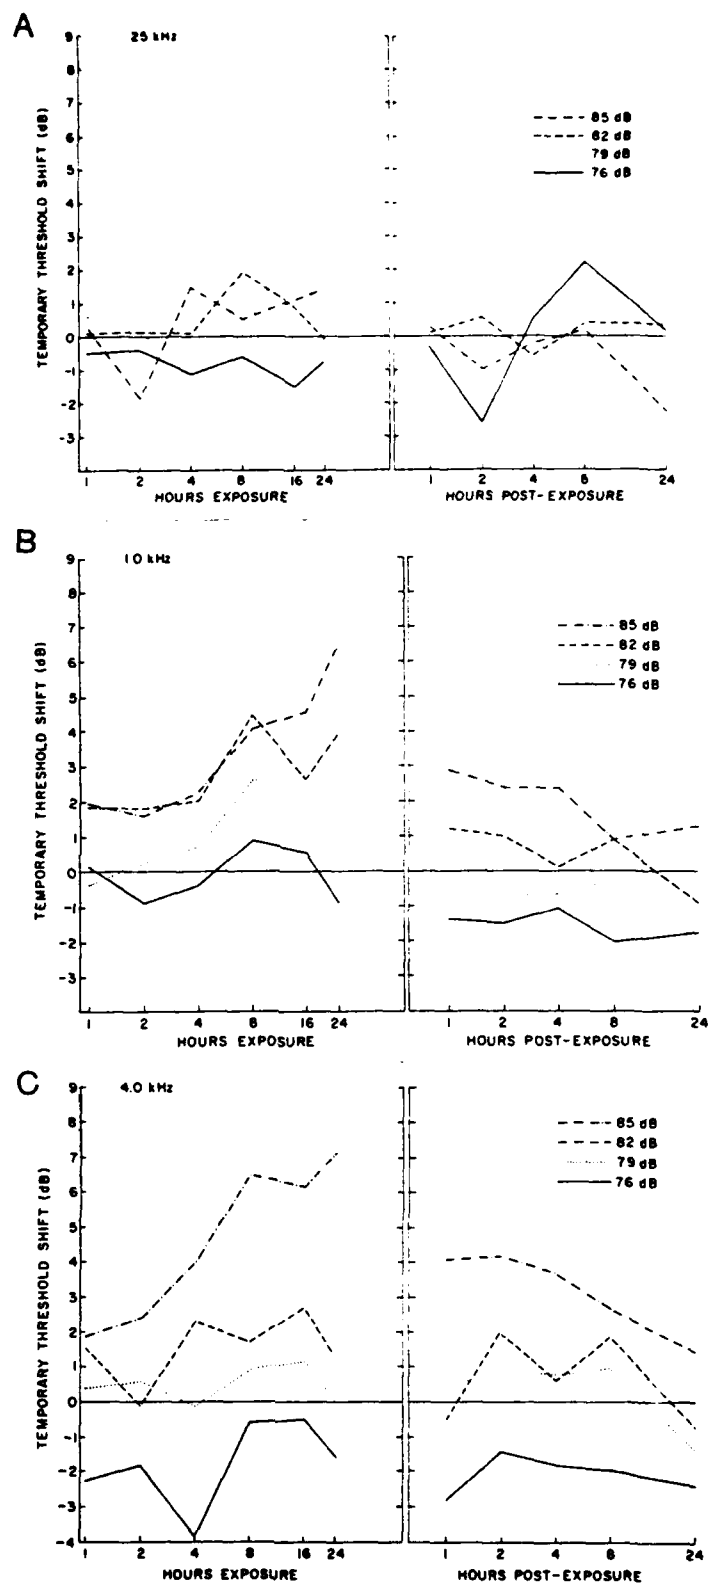 A
25 kHz
TEMPORARY THRESHOLD SHIFT (dB)
9
8
7
6
5
4
3
2
1
0
-1
-2
-3
85 dB
82 dB
79 dB
76 dB
1 2 4 8 16 24
1 2 4 8 24
HOURS EXPOSURE
HOURS POST-EXPOSURE
B
1.0 kHz
TEMPORARY THRESHOLD SHIFT (dB)
9
8
7
6
5
4
3
2
1
0
-1
-2
-3
85 dB
82 dB
79 dB
76 dB
1 2 4 8 16 24
1 2 4 8 24
HOURS EXPOSURE
HOURS POST-EXPOSURE
C
4.0 kHz
TEMPORARY THRESHOLD SHIFT (dB)
9
8
7
6
5
4
3
2
1
0
-1
-2
-3
-4
85 dB
82 dB
79 dB
76 dB
1 2 4 8 16 24
1 2 4 8 24
HOURS EXPOSURE
HOURS POST-EXPOSURE